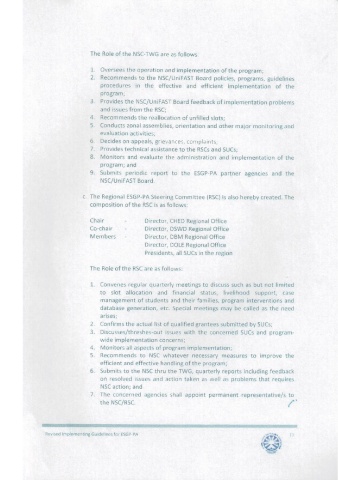 The Role of the NSC-TWG are as follows:
1. Oversees the operation and implementation of the program;
2. Recommends to the NSC/UniFAST Board policies, programs, guidelines
procedures in the effective and efficient implementation of the
program;
3. Provides the NSC/UniFAST Board feedback of implementation problems
and issues from the RSC;
4. Recommends the reallocation of unfilled slots;
5. Conducts zonal assemblies, orientation and other major monitoring and
evaluation activities;
6. Decides on appeals, grievances, complaints;
7. Provides technical assistance to the RSCs and SUCs;
8. Monitors and evaluate the administration and implementation of the
program; and
9. Submits periodic report to the ESGP-PA partner agencies and the
NSC/UniFAST Board.
The Regional ESGP-PA Steering Committee (RSC) is also hereby created. The
composition of the RSC is as follows:
Chair - Director, CHED Regional Office
Co-chair - Director, DSWD Regional Office
Members - Director, DBM Regional Office
Director, DOLE Regional Office
Presidents, all SUCs in the region
The Role of the RSC are as follows:
1. Convenes regular quarterly meetings to discuss such as but not limited
to slot allocation and financial status, livelihood support, case
management of students and their families, program interventions and
database generation, etc. Special meetings may be called as the need
arises;
2. Confirms the actual list of qualified grantees submitted by SUCs;
3. Discusses/threshes-out issues with the concerned SUCs and program-
wide implementation concerns;
4. Monitors all aspects of program implementation;
5. Recommends to NSC whatever necessary measures to improve the
efficient and effective handling of the program;
6. Submits to the NSC thru the TWG, quarterly reports including feedback
on resolved issues and action taken as well as problems that requires
NSC action; and
7. The concerned agencies shall appoint permanent representative/s to
the NSC/RSC.
Revised Implementing Guidelines for ESGP-PA